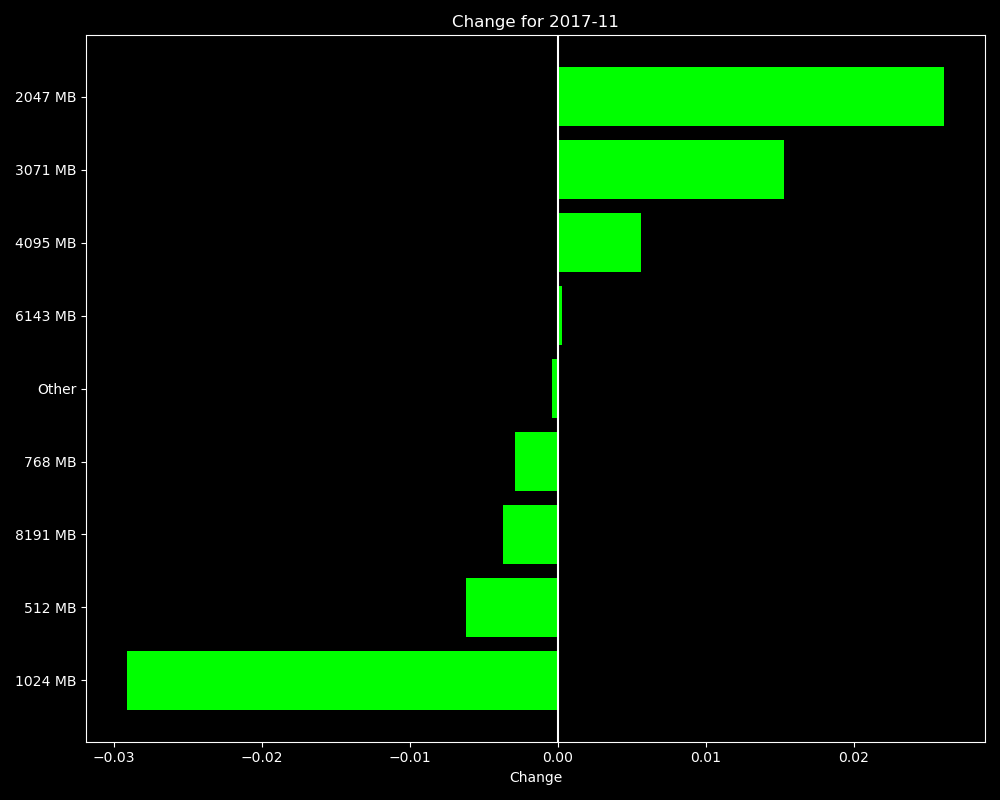 Change for 2017-11
2047 MB
3071 MB
4095 MB
6143 MB
Other
768 MB
8191 MB
512 MB
1024 MB
−0.03 −0.02 −0.01 0.00 0.01 0.02
Change